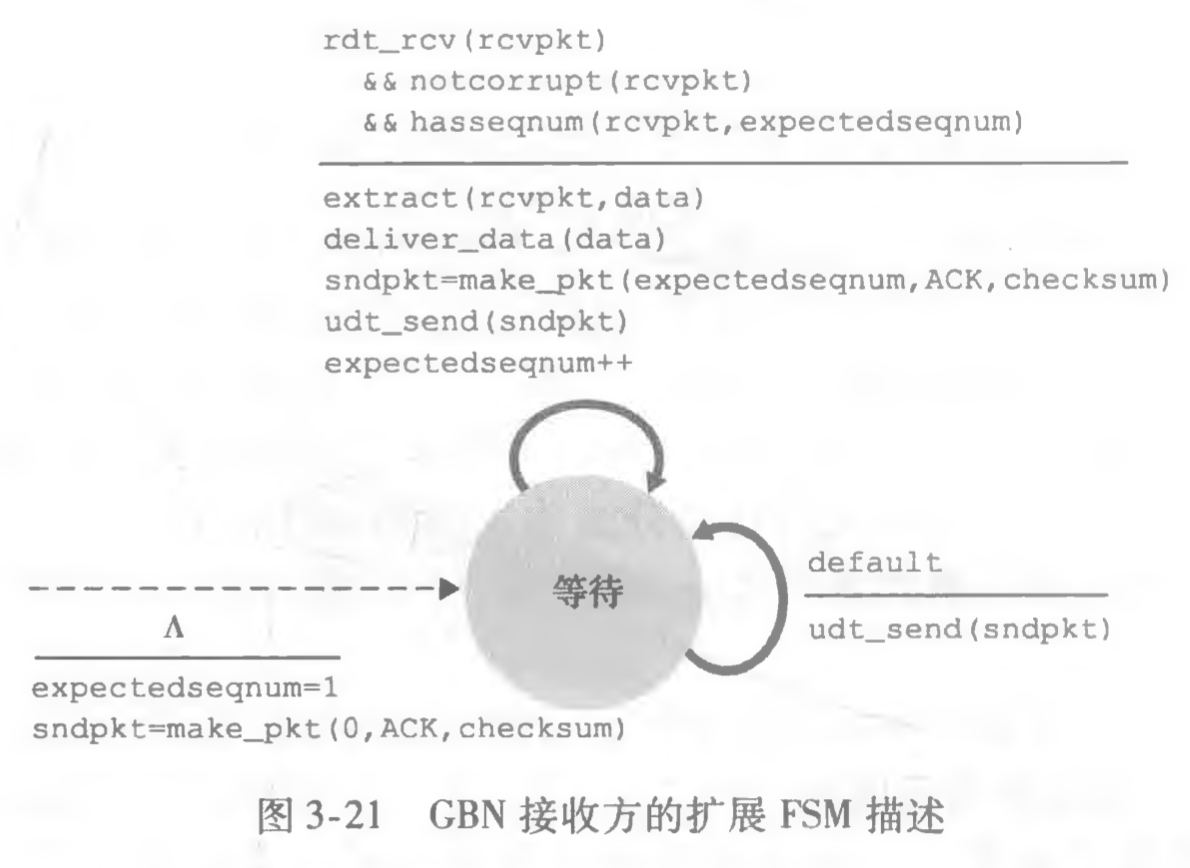 rdt_rcv(rcvpkt)
&& notcorrupt(rcvpkt)
&& hasseqnum(rcvpkt,expectedseqnum)
extract(rcvpkt,data)
deliver_data(data)
sndpkt=make_pkt(expectedseqnum,ACK,checksum)
udt_send(sndpkt)
expectedseqnum++
等待
default
udt_send(sndpkt)
Λ
expectedseqnum=1
sndpkt=make_pkt(0,ACK,checksum)
图 3-21 GBN 接收方的扩展 FSM 描述